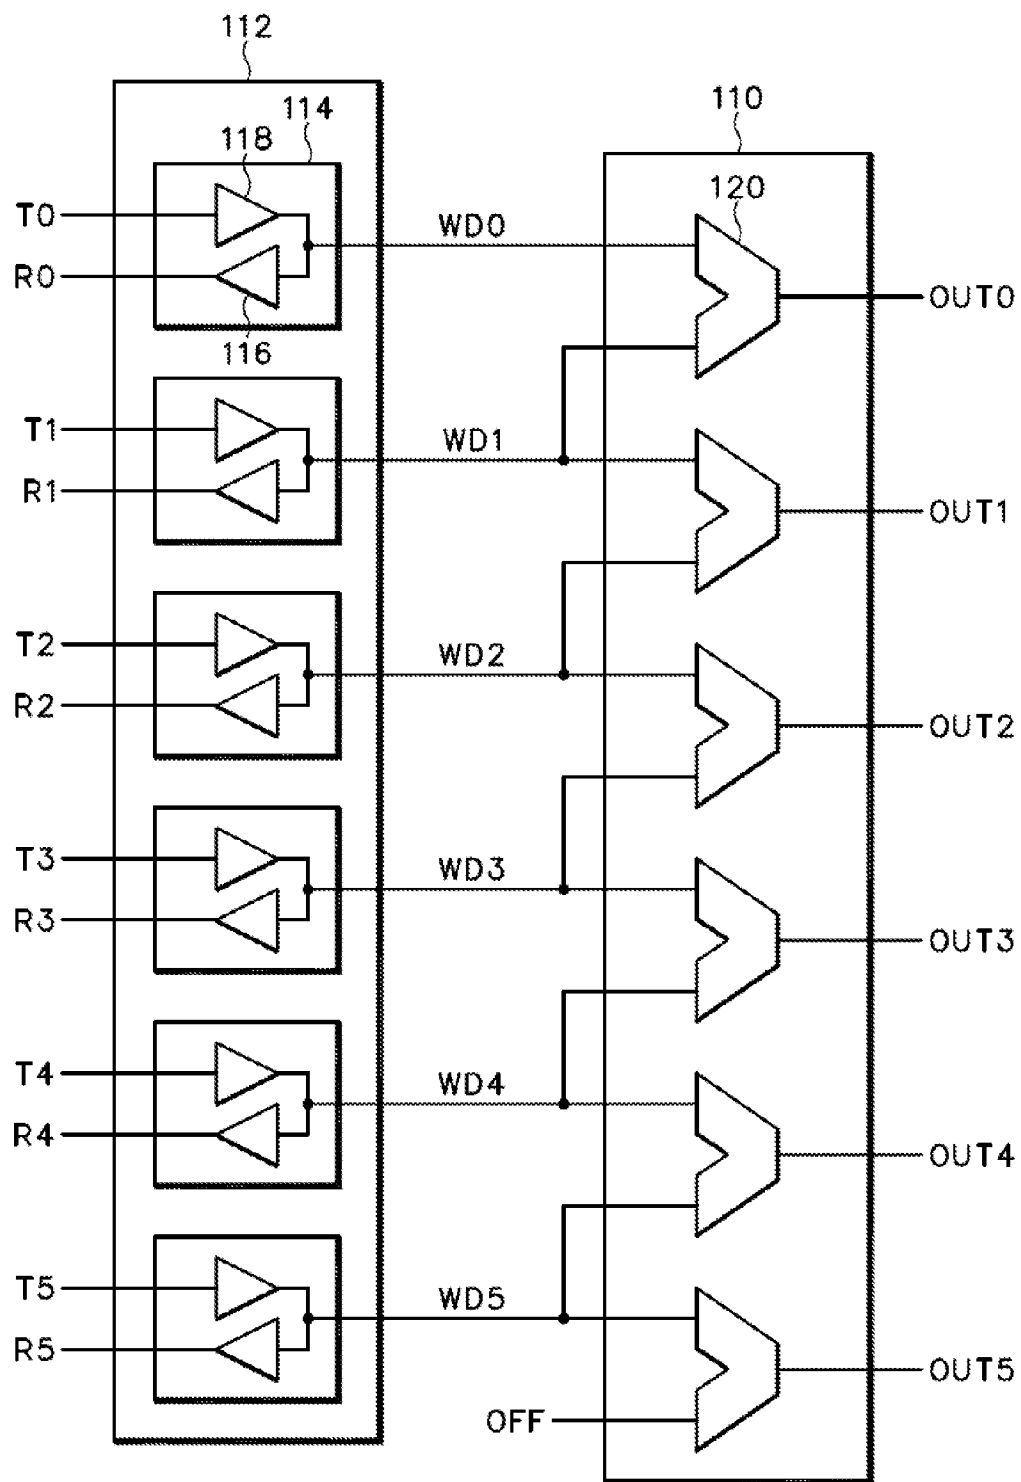 112
114
118
110
120
T0
WD0
R0
OUT0
116
T1
WD1
R1
OUT1
T2
WD2
R2
OUT2
T3
WD3
R3
OUT3
T4
WD4
R4
OUT4
T5
WD5
R5
OUT5
OFF